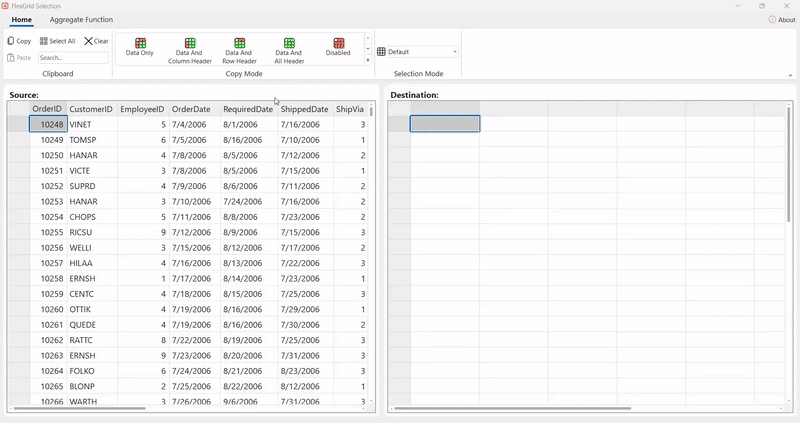 FlexGrid Selection
Home Aggregate Function About
Copy Select All Clear
Paste Search...
Data Only
Data And Column Header
Data And Row Header
Data And All Header
Disabled
Default
Clipboard Copy Mode Selection Mode
Source: Destination:
OrderID CustomerID EmployeeID OrderDate RequiredDate ShippedDate ShipVia
10248 VINET 5 7/4/2006 8/1/2006 7/16/2006 3
10249 TOMSP 6 7/5/2006 8/16/2006 7/10/2006 1
10250 HANAR 4 7/8/2006 8/5/2006 7/12/2006 2
10251 VICTE 3 7/8/2006 8/5/2006 7/15/2006 1
10252 SUPRD 4 7/9/2006 8/6/2006 7/11/2006 2
10253 HANAR 3 7/10/2006 7/24/2006 7/16/2006 2
10254 CHOPS 5 7/11/2006 8/8/2006 7/23/2006 2
10255 RICSU 9 7/12/2006 8/9/2006 7/15/2006 3
10256 WELLI 3 7/15/2006 8/12/2006 7/17/2006 2
10257 HILAA 4 7/16/2006 8/13/2006 7/22/2006 3
10258 ERNSH 1 7/17/2006 8/14/2006 7/23/2006 1
10259 CENTC 4 7/18/2006 8/15/2006 7/25/2006 3
10260 OTTIK 4 7/19/2006 8/16/2006 7/29/2006 1
10261 QUEDE 4 7/19/2006 8/16/2006 7/30/2006 2
10262 RATTC 8 7/22/2006 8/19/2006 7/25/2006 3
10263 ERNSH 9 7/23/2006 8/20/2006 7/31/2006 3
10264 FOLKO 6 7/24/2006 8/21/2006 8/23/2006 3
10265 BLONP 2 7/25/2006 8/22/2006 8/12/2006 1
10266 WARTH 3 7/26/2006 9/6/2006 7/31/2006 3